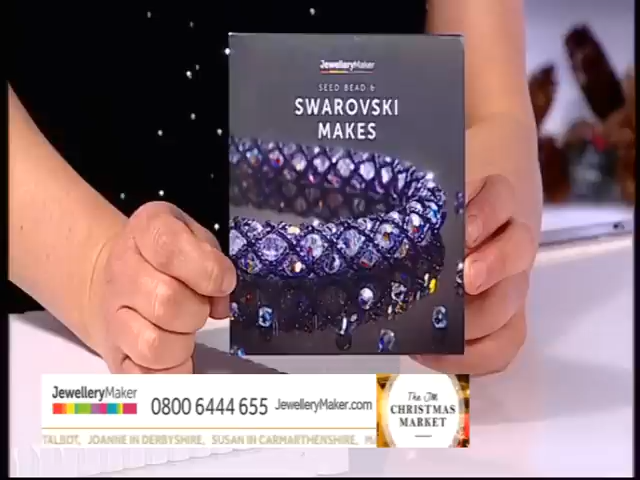 JewelleryMaker
SEED BEAD &
SWAROVSKI
MAKES
JewelleryMaker
0800 6444 655
JewelleryMaker.com
The JM
CHRISTMAS
MARKET
TALBOT, JOANNE IN DERBYSHIRE, SUSAN IN CARMARTHENSHIRE,